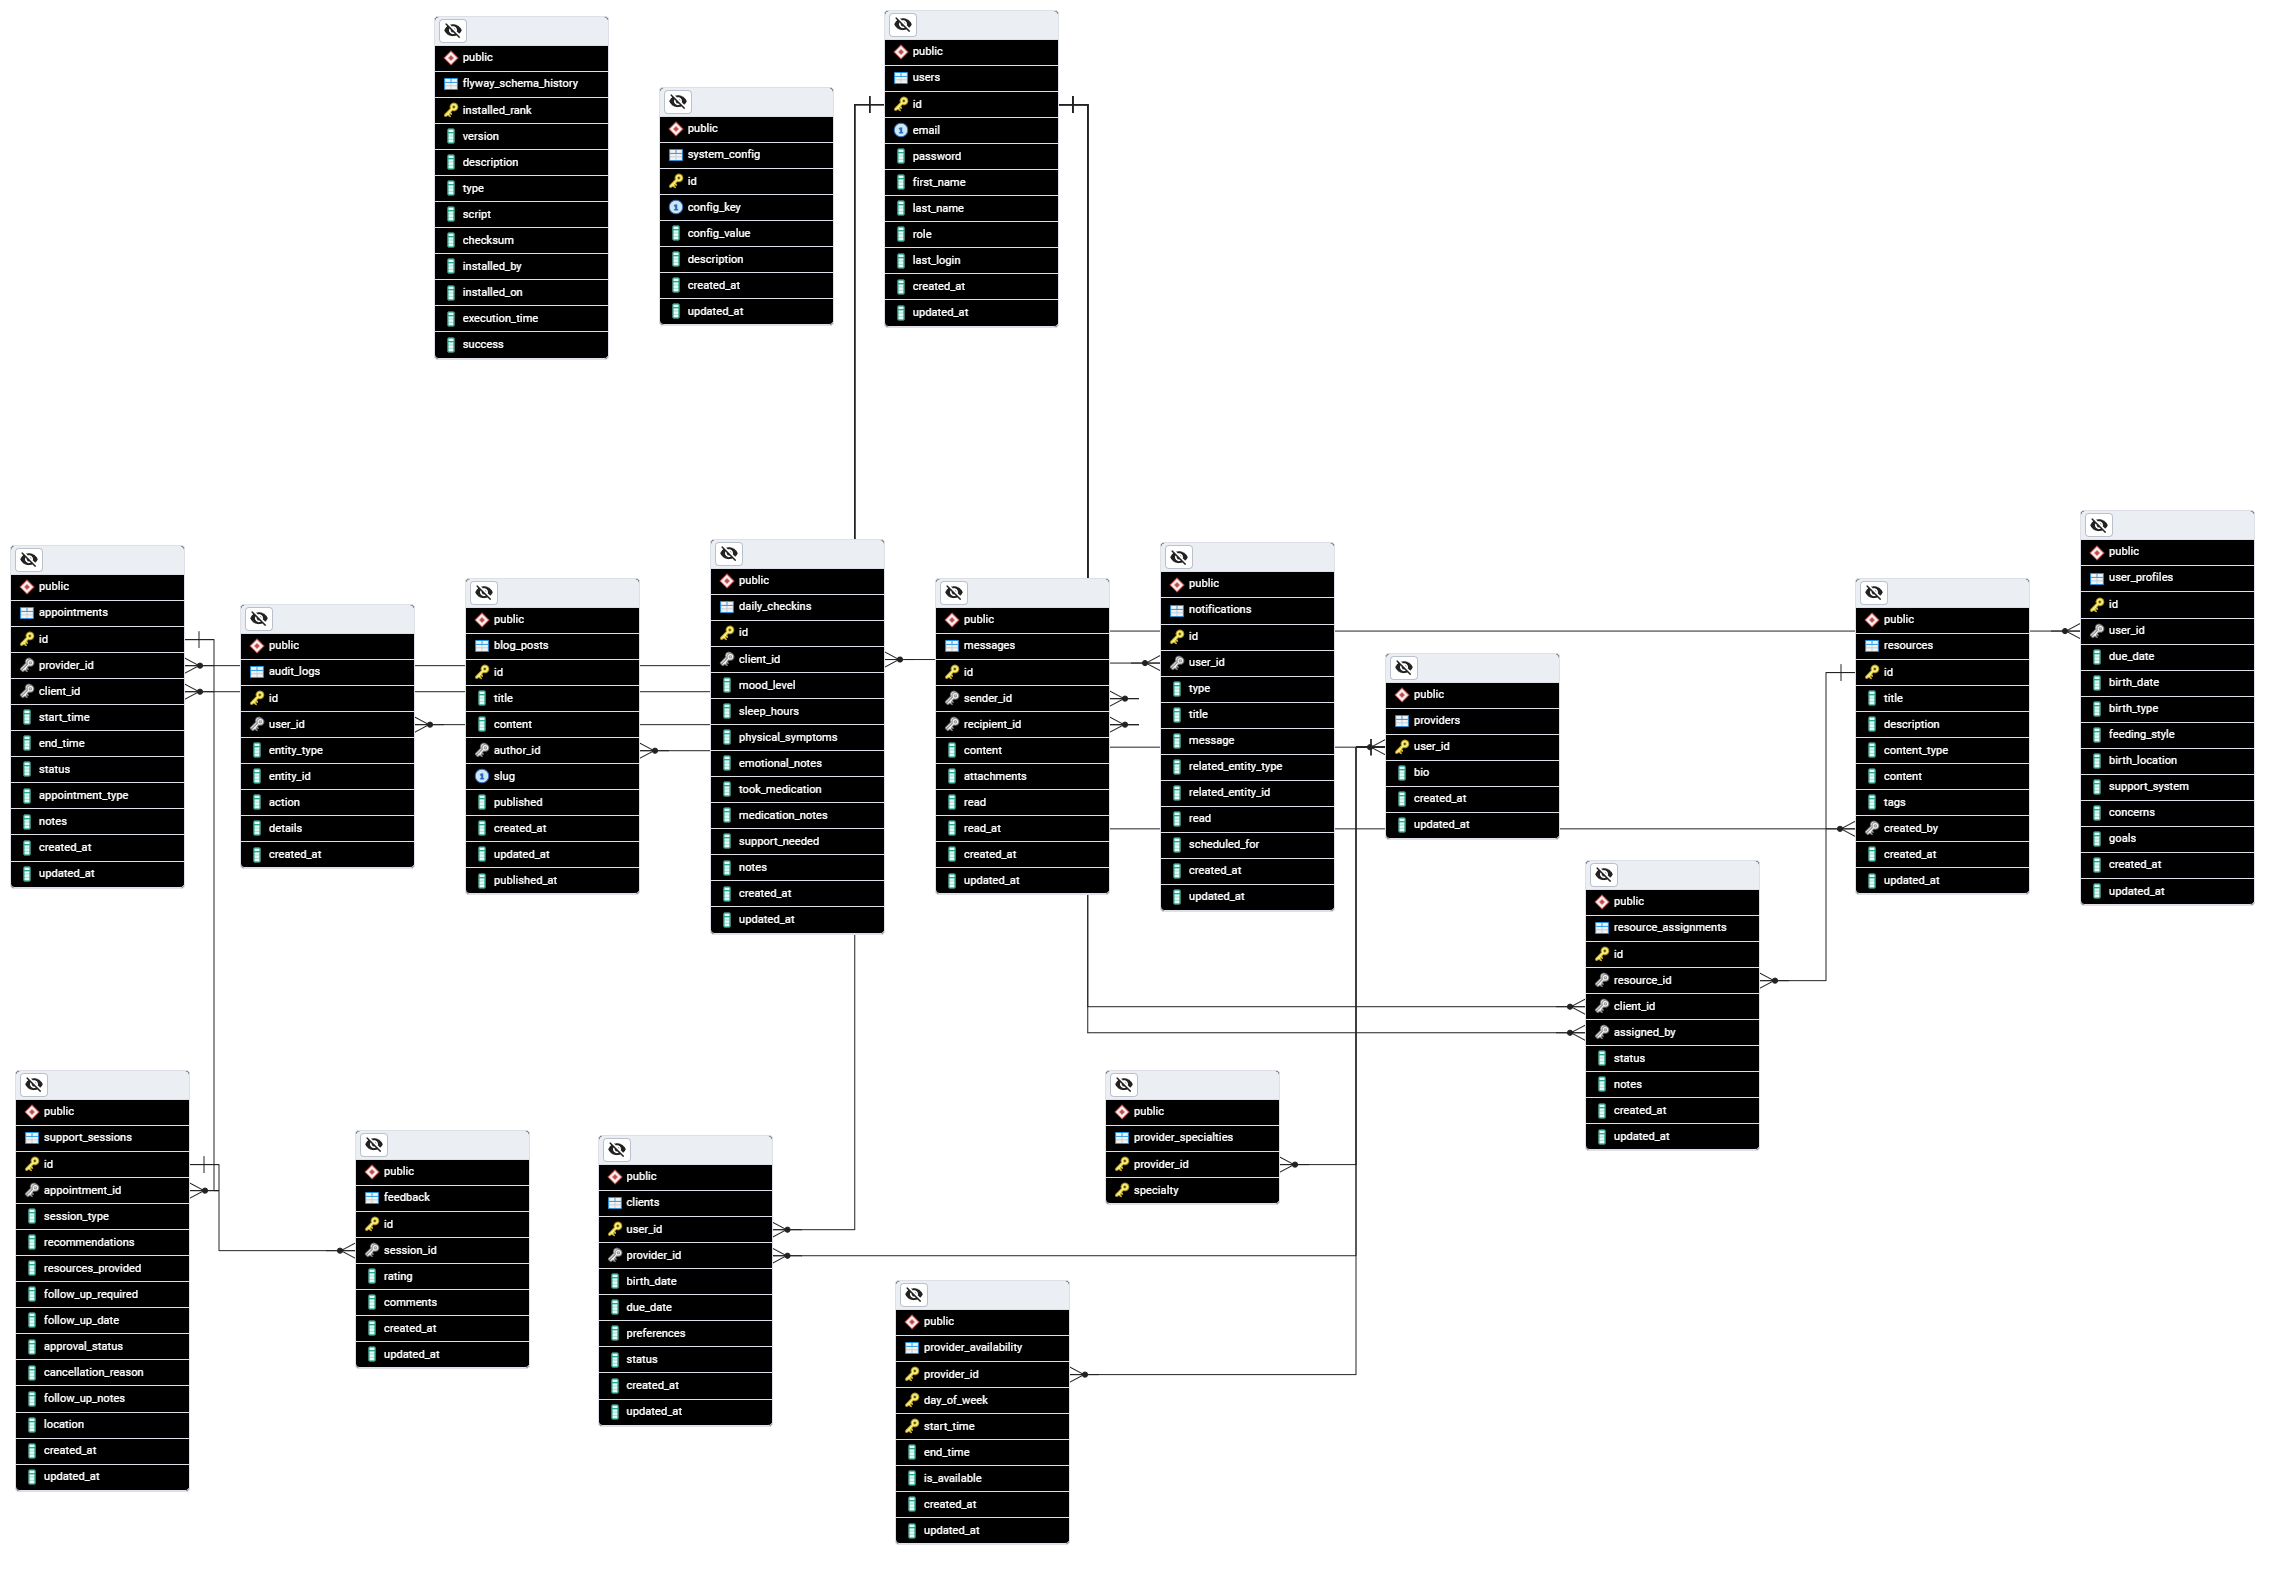 public
flyway_schema_history
installed_rank
version
description
type
script
checksum
installed_by
installed_on
execution_time
success
public
system_config
id
config_key
config_value
description
created_at
updated_at
public
users
id
email
password
first_name
last_name
role
last_login
created_at
updated_at
public
appointments
id
provider_id
client_id
start_time
end_time
status
appointment_type
notes
created_at
updated_at
public
audit_logs
id
user_id
entity_type
entity_id
action
details
created_at
public
blog_posts
id
title
content
author_id
slug
published
created_at
updated_at
published_at
public
daily_checkins
id
client_id
mood_level
sleep_hours
physical_symptoms
emotional_notes
took_medication
medication_notes
support_needed
notes
created_at
updated_at
public
messages
id
sender_id
recipient_id
content
attachments
read
read_at
created_at
updated_at
public
notifications
id
user_id
type
title
message
related_entity_type
related_entity_id
read
scheduled_for
created_at
updated_at
public
providers
user_id
bio
created_at
updated_at
public
resource_assignments
id
resource_id
client_id
assigned_by
status
notes
created_at
updated_at
public
resources
id
title
description
content_type
content
tags
created_by
created_at
updated_at
public
user_profiles
id
user_id
due_date
birth_date
birth_type
feeding_style
birth_location
support_system
concerns
goals
created_at
updated_at
public
support_sessions
id
appointment_id
session_type
recommendations
resources_provided
follow_up_required
follow_up_date
approval_status
cancellation_reason
follow_up_notes
location
created_at
updated_at
public
feedback
id
session_id
rating
comments
created_at
updated_at
public
clients
user_id
provider_id
birth_date
due_date
preferences
status
created_at
updated_at
public
provider_specialties
provider_id
specialty
public
provider_availability
provider_id
day_of_week
start_time
end_time
is_available
created_at
updated_at